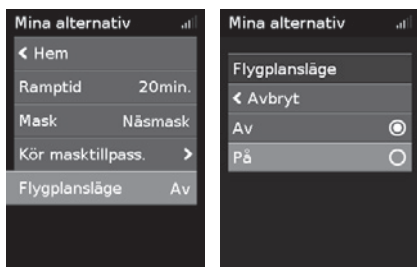 Mina alternativ
Hem
Ramptid 20min.
Mask Näsmask
Kör masktillpass.
Flygplansläge Av
Mina alternativ
Flygplansläge
Avbryt
Av
På